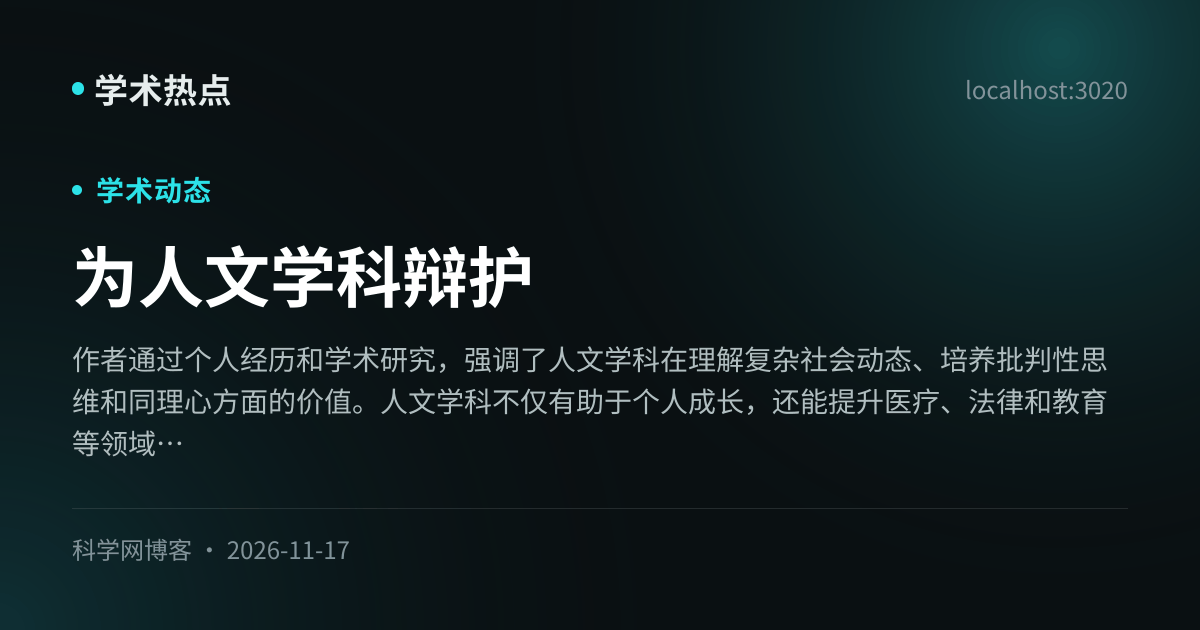 学术热点
localhost:3020
学术动态
为人文学科辩护
作者通过个人经历和学术研究，强调了人文学科在理解复杂社会动态、培养批判性思
维和同理心方面的价值。人文学科不仅有助于个人成长，还能提升医疗、法律和教育
等领域…
科学网博客 · 2026-11-17